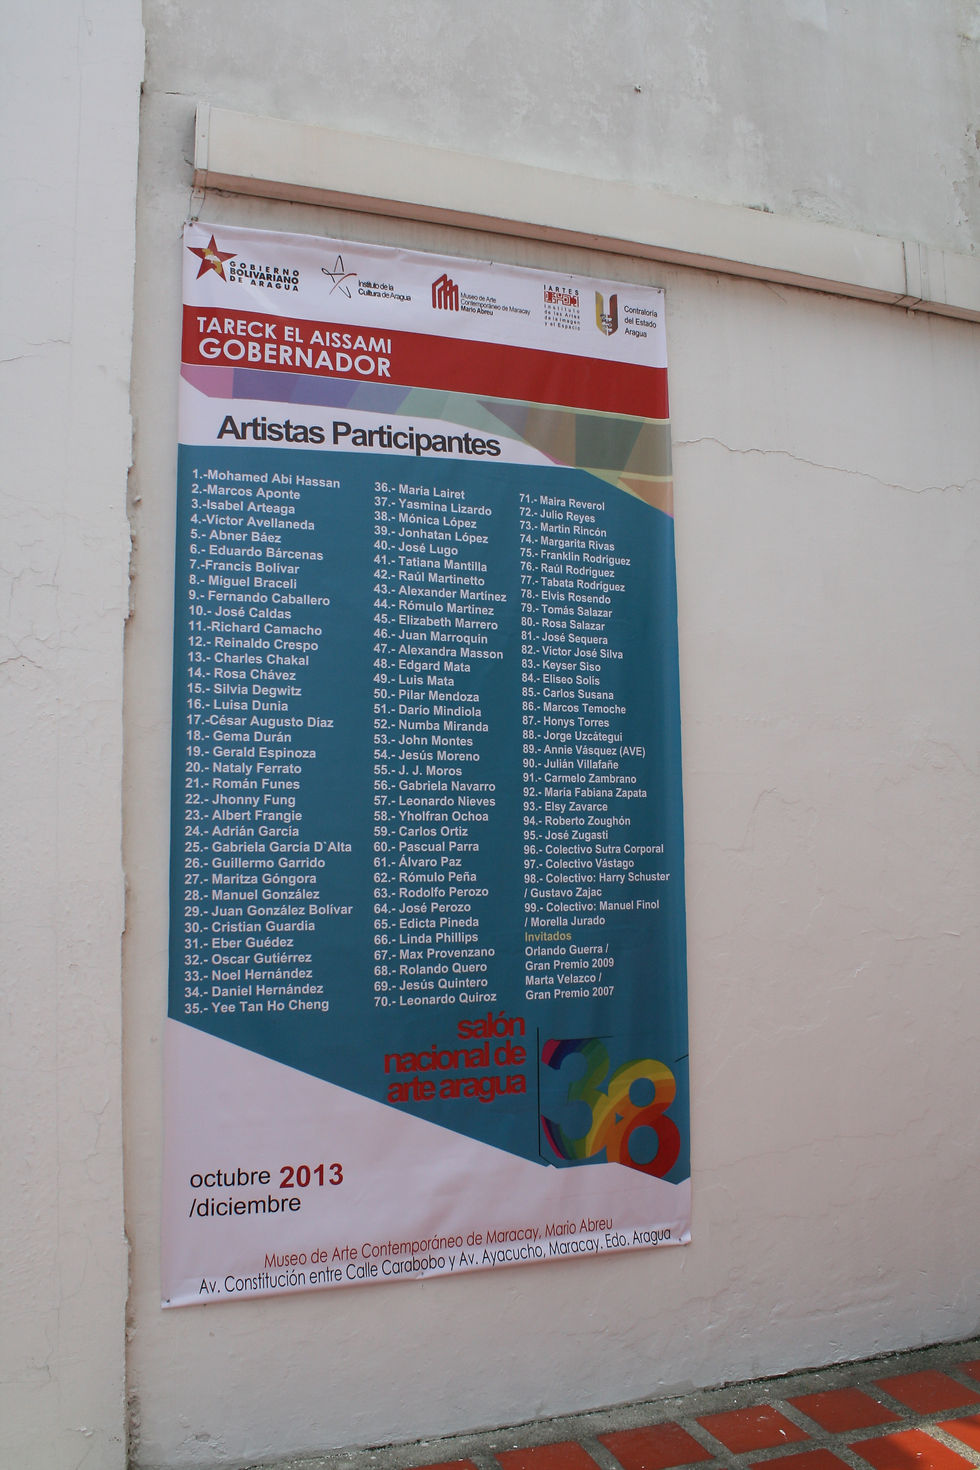 GOBIERNO
BOLIVARIANO
DE ARAGUA
Instituto de la
Cultura de Aragua
Museo de Arte
Contemporáneo de Maracay
Mario Abreu
IARTES
Instituto
de las Artes
de la Imagen
y el Espacio
Contraloría
del Estado
Aragua
TARECK EL AISSAMI
GOBERNADOR
Artistas Participantes
1.-Mohamed Abi Hassan
2.-Marcos Aponte
3.-Isabel Arteaga
4.-Víctor Avellaneda
5.- Abner Báez
6.- Eduardo Bárcenas
7.-Francis Bolívar
8.- Miguel Braceli
9.- Fernando Caballero
10.- José Caldas
11.-Richard Camacho
12.- Reinaldo Crespo
13.- Charles Chakal
14.- Rosa Chávez
15.- Silvia Degwitz
16.- Luisa Dunia
17.-César Augusto Díaz
18.- Gema Durán
19.- Gerald Espinoza
20.- Nataly Ferrato
21.- Román Funes
22.- Jhonny Fung
23.- Albert Frangie
24.- Adrián García
25.- Gabriela García D`Alta
26.- Guillermo Garrido
27.- Maritza Góngora
28.- Manuel González
29.- Juan González Bolívar
30.- Cristian Guardia
31.- Eber Guédez
32.- Oscar Gutiérrez
33.- Noel Hernández
34.- Daniel Hernández
35.- Yee Tan Ho Cheng
36.- María Lairet
37.- Yasmina Lizardo
38.- Mónica López
39.- Jonhatan López
40.- José Lugo
41.- Tatiana Mantilla
42.- Raúl Martinetto
43.- Alexander Martínez
44.- Rómulo Martínez
45.- Elizabeth Marrero
46.- Juan Marroquín
47.- Alexandra Masson
48.- Edgard Mata
49.- Luis Mata
50.- Pilar Mendoza
51.- Darío Mindiola
52.- Numba Miranda
53.- John Montes
54.- Jesús Moreno
55.- J. J. Moros
56.- Gabriela Navarro
57.- Leonardo Nieves
58.- Yholfran Ochoa
59.- Carlos Ortiz
60.- Pascual Parra
61.- Álvaro Paz
62.- Rómulo Peña
63.- Rodolfo Perozo
64.- José Perozo
65.- Edicta Pineda
66.- Linda Phillips
67.- Max Provenzano
68.- Rolando Quero
69.- Jesús Quintero
70.- Leonardo Quiroz
71.- Maira Reverol
72.- Julio Reyes
73.- Martín Rincón
74.- Margarita Rivas
75.- Franklin Rodríguez
76.- Raúl Rodríguez
77.- Tabata Rodríguez
78.- Elvis Rosendo
79.- Tomás Salazar
80.- Rosa Salazar
81.- José Sequera
82.- Víctor José Silva
83.- Keyser Siso
84.- Eliseo Solís
85.- Carlos Susana
86.- Marcos Temoche
87.- Honys Torres
88.- Jorge Uzcátegui
89.- Annie Vásquez (AVE)
90.- Julián Villafañe
91.- Carmelo Zambrano
92.- María Fabiana Zapata
93.- Elsy Zavarce
94.- Roberto Zoughón
95.- José Zugasti
96.- Colectivo Sutra Corporal
97.- Colectivo Vástago
98.- Colectivo: Harry Schuster
/ Gustavo Zajac
99.- Colectivo: Manuel Finol
/ Morella Jurado
Invitados
Orlando Guerra /
Gran Premio 2009
Marta Velazco /
Gran Premio 2007
salón
nacional de
arte aragua
38
octubre 2013
/diciembre
Museo de Arte Contemporáneo de Maracay, Mario Abreu
Av. Constitución entre Calle Carabobo y Av. Ayacucho, Maracay. Edo. Aragua